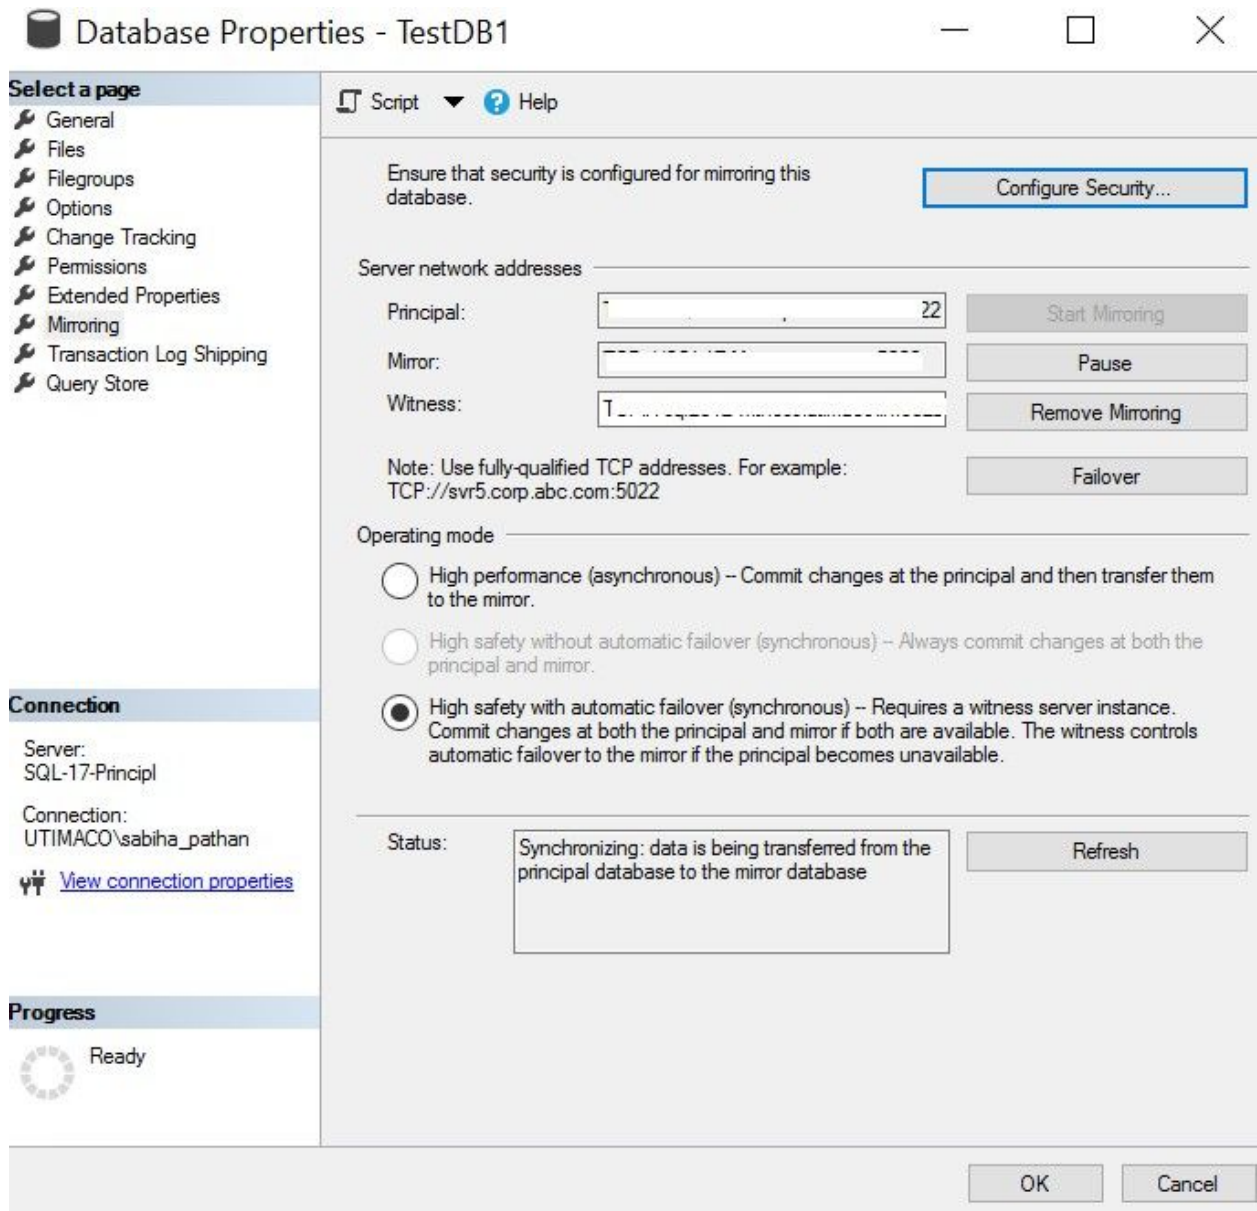 Database Properties - TestDB1
Select a page
General
Files
Filegroups
Options
Change Tracking
Permissions
Extended Properties
Mirroring
Transaction Log Shipping
Query Store
Connection
Server:
SQL-17-Principl
Connection:
UTIMACO\sabiha_pathan
View connection properties
Progress
Ready
Script
Help
Ensure that security is configured for mirroring this
database.
Configure Security...
Server network addresses
Principal:
22
Start Mirroring
Mirror:
Pause
Witness:
Remove Mirroring
Note: Use fully-qualified TCP addresses. For example:
TCP://svr5.corp.abc.com:5022
Failover
Operating mode
High performance (asynchronous) -- Commit changes at the principal and then transfer them
to the mirror.
High safety without automatic failover (synchronous) -- Always commit changes at both the
principal and mirror.
High safety with automatic failover (synchronous) -- Requires a witness server instance.
Commit changes at both the principal and mirror if both are available. The witness controls
automatic failover to the mirror if the principal becomes unavailable.
Status:
Synchronizing: data is being transferred from the
principal database to the mirror database
Refresh
OK
Cancel